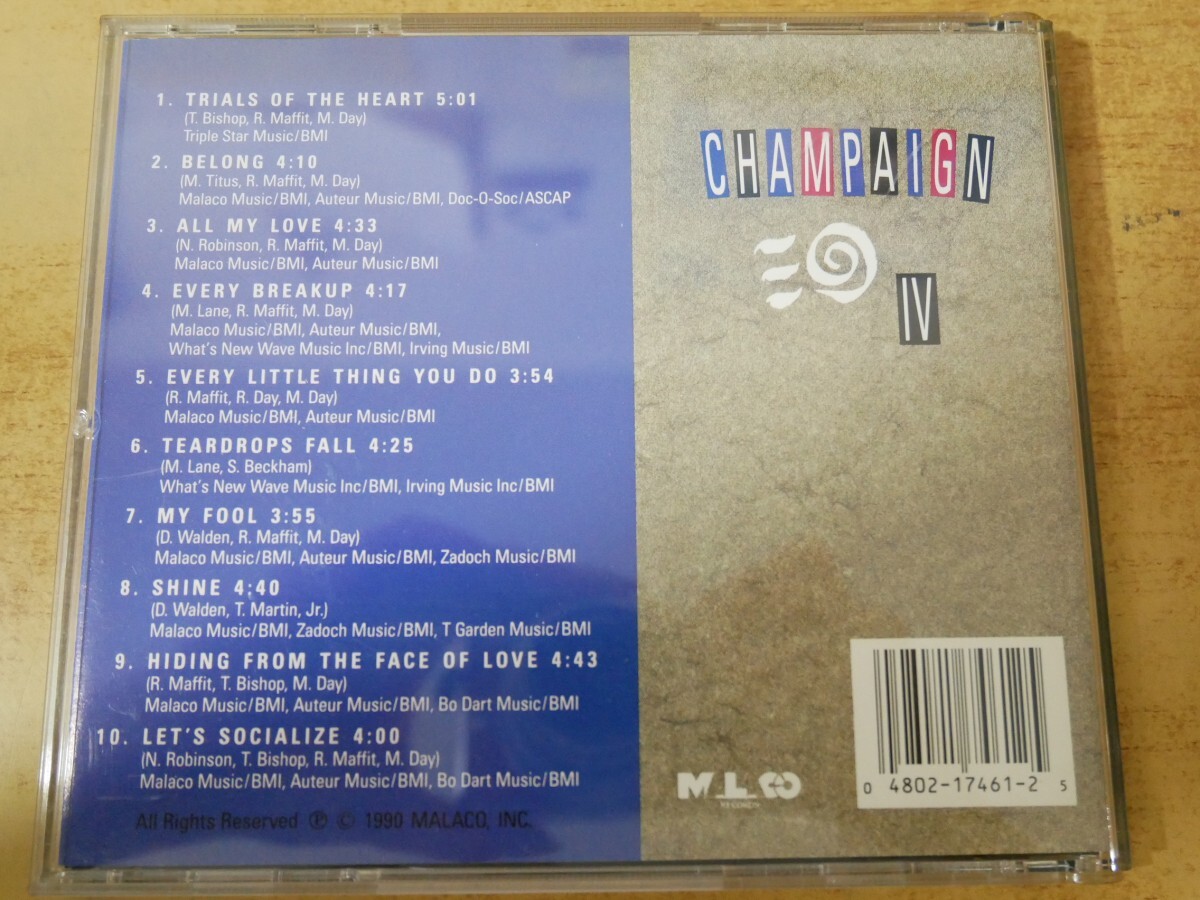 1. TRIALS OF THE HEART 5:01
(T. Bishop, R. Maffit, M. Day)
Triple Star Music/BMI
2. BELONG 4:10
(M. Titus, R. Maffit, M. Day)
Malaco Music/BMI, Auteur Music/BMI, Doc-O-Soc/ASCAP
3. ALL MY LOVE 4:33
(N. Robinson, R. Maffit, M. Day)
Malaco Music/BMI, Auteur Music/BMI
4. EVERY BREAKUP 4:17
(M. Lane, R. Maffit, M. Day)
Malaco Music/BMI, Auteur Music/BMI,
What's New Wave Music Inc/BMI, Irving Music/BMI
5. EVERY LITTLE THING YOU DO 3:54
(R. Maffit, R. Day, M. Day)
Malaco Music/BMI, Auteur Music/BMI
6. TEARDROPS FALL 4:25
(M. Lane, S. Beckham)
What's New Wave Music Inc/BMI, Irving Music Inc/BMI
7. MY FOOL 3:55
(D. Walden, R. Maffit, M. Day)
Malaco Music/BMI, Auteur Music/BMI, Zadoch Music/BMI
8. SHINE 4:40
(D. Walden, T. Martin, Jr.)
Malaco Music/BMI, Zadoch Music/BMI, T Garden Music/BMI
9. HIDING FROM THE FACE OF LOVE 4:43
(R. Maffit, T. Bishop, M. Day)
Malaco Music/BMI, Auteur Music/BMI, Bo Dart Music/BMI
10. LET'S SOCIALIZE 4:00
(N. Robinson, T. Bishop, R. Maffit, M. Day)
Malaco Music/BMI, Auteur Music/BMI, Bo Dart Music/BMI
All Rights Reserved ℗ © 1990 MALACO, INC.
CHAMPAIGN
IV
MALACO
RECORDS
0 4802-17461-2 5